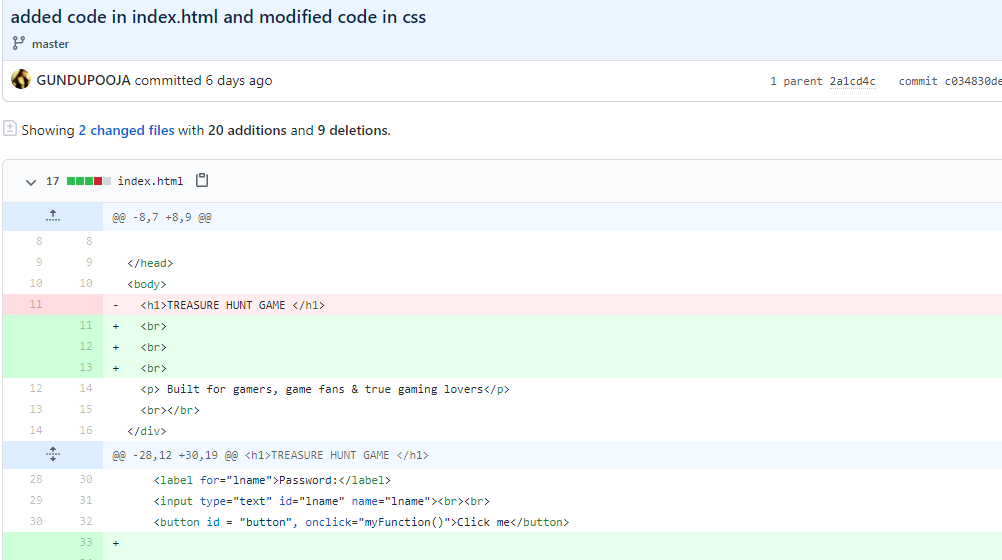 added code in index.html and modified code in css
master
GUNDUPOOJA committed 6 days ago 1 parent 2a1cd4c commit c034830de
Showing 2 changed files with 20 additions and 9 deletions.
17 index.html
@@ -8,7 +8,9 @@
8 8
9 9 </head>
10 10 <body>
11 - <h1>TREASURE HUNT GAME </h1>
11 + <br>
12 + <br>
13 + <br>
12 14 <p> Built for gamers, game fans & true gaming lovers</p>
13 15 <br></br>
14 16 </div>
@@ -28,12 +30,19 @@ <h1>TREASURE HUNT GAME </h1>
28 30 <label for="lname">Password:</label>
29 31 <input type="text" id="lname" name="lname"><br><br>
30 32 <button id = "button", onclick="myFunction()">Click me</button>
33 +